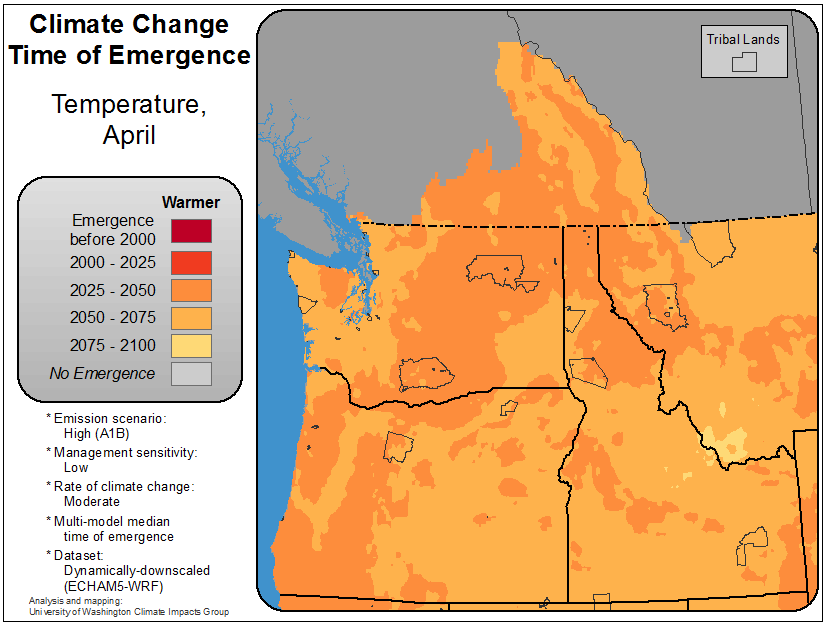 Climate Change
Time of Emergence
Temperature,
April
Warmer
Emergence
before 2000
2000 - 2025
2025 - 2050
2050 - 2075
2075 - 2100
No Emergence
* Emission scenario:
High (A1B)
* Management sensitivity:
Low
* Rate of climate change:
Moderate
* Multi-model median
time of emergence
* Dataset:
Dynamically-downscaled
(ECHAM5-WRF)
Analysis and mapping:
University of Washington Climate Impacts Group
Tribal Lands